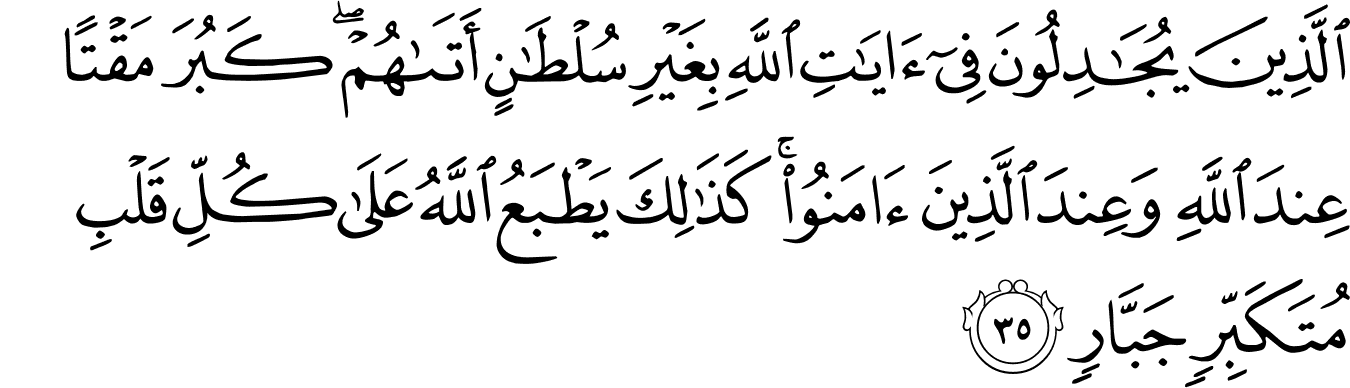 ٱلَّذِينَ يُجَـٰدِلُونَ فِىٓ ءَايَـٰتِ ٱللَّهِ بِغَيْرِ سُلْطَـٰنٍ أَتَىٰهُمْ ۖ كَبُرَ مَقْتًا
عِندَ ٱللَّهِ وَعِندَ ٱلَّذِينَ ءَامَنُوا۟ ۚ كَذَٰلِكَ يَطْبَعُ ٱللَّهُ عَلَىٰ كُلِّ قَلْبِ
مُتَكَبِّرٍ جَبَّارٍ ٣٥